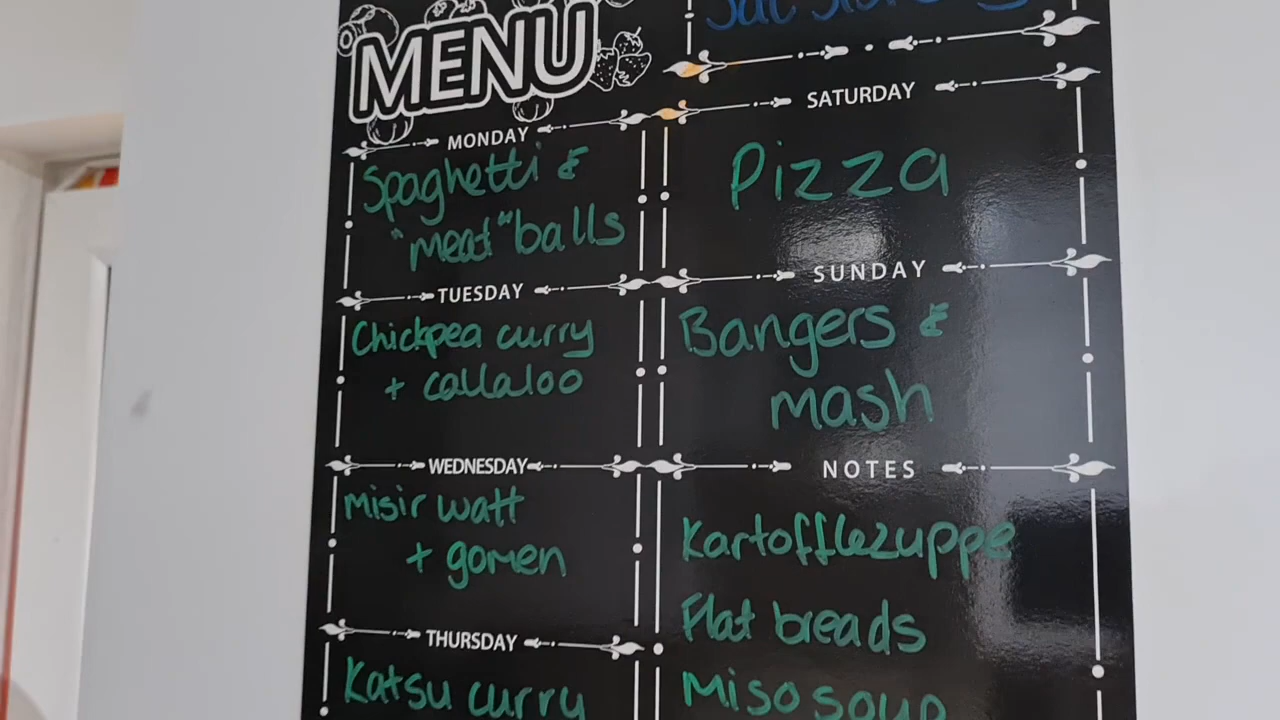 MENU
MONDAY
Spaghetti &
"meat" balls
TUESDAY
Chickpea curry
+ callaloo
WEDNESDAY
misir watt
+ gomen
THURSDAY
Katsu curry
SATURDAY
Pizza
SUNDAY
Bangers &
mash
NOTES
Kartofflezuppe
Flat breads
Miso soup